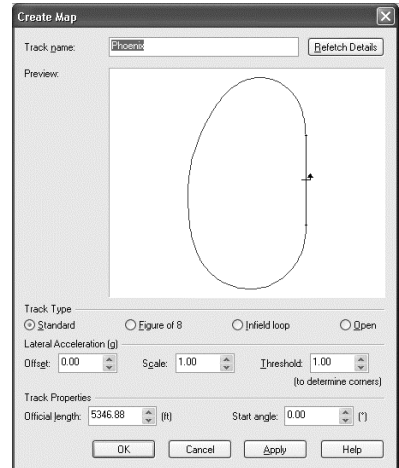 Create Map
Track name: Phoenix Refetch Details
Preview:
Track Type
Standard Figure of 8 Infield loop Open
Lateral Acceleration (g)
Offset: 0.00 Scale: 1.00 Threshold: 1.00
(to determine corners)
Track Properties
Official length: 5346.88 (ft) Start angle: 0.00 (°)
OK Cancel Apply Help